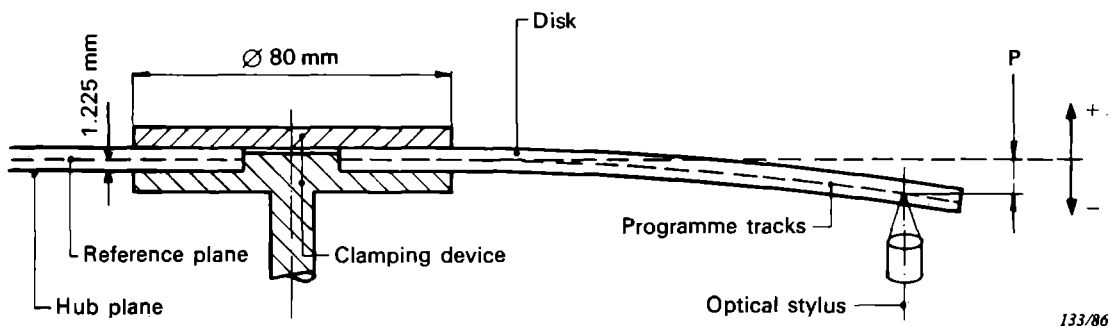 Disk
Ø 80 mm
P
1.225 mm
+
−
Programme tracks
Reference plane
Clamping device
Hub plane
Optical stylus
133/86